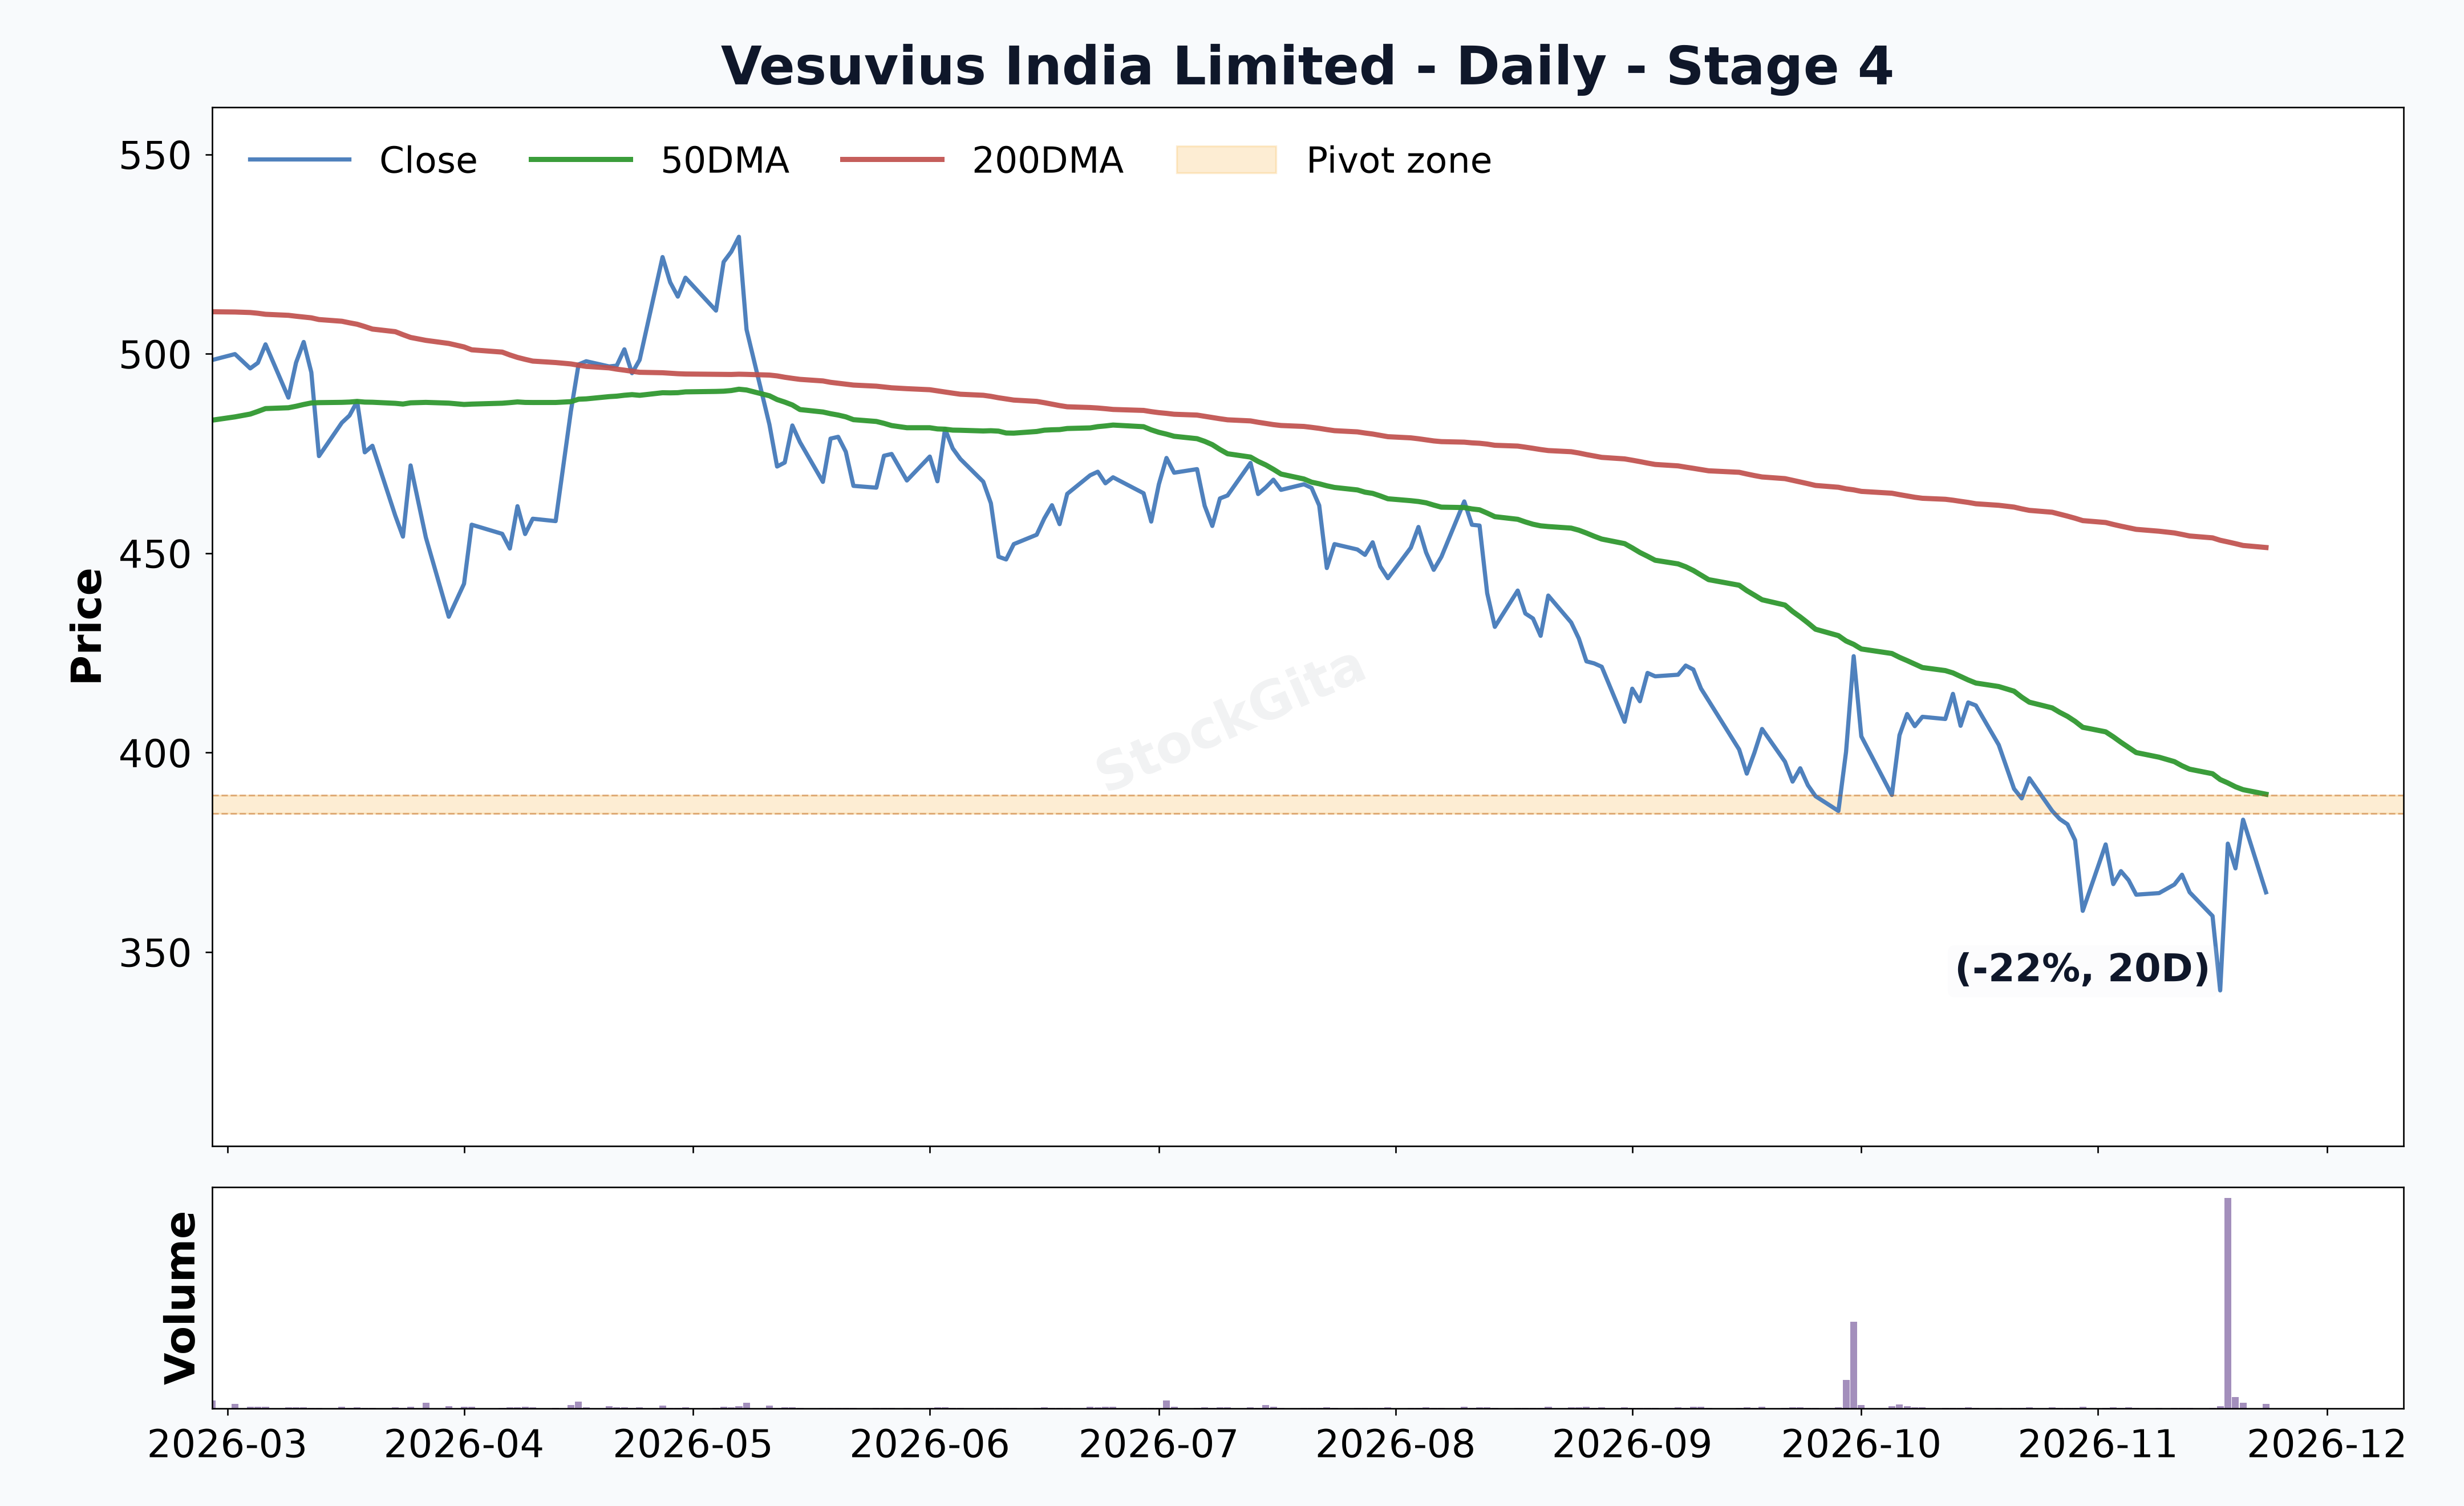 Vesuvius India Limited - Daily - Stage 4
Close 50DMA 200DMA Pivot zone
550
500
450
400
350
Price
StockGita
(-22%, 20D)
Volume
2026-03 2026-04 2026-05 2026-06 2026-07 2026-08 2026-09 2026-10 2026-11 2026-12